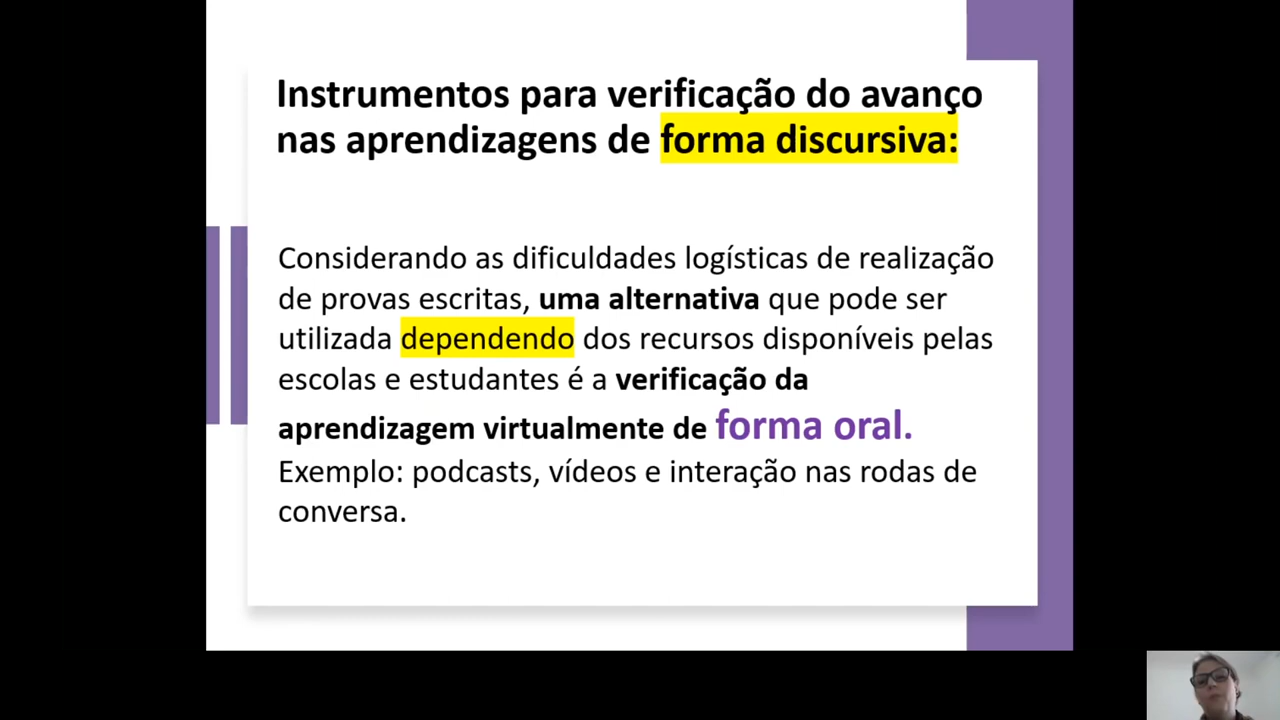 Instrumentos para verificação do avanço
nas aprendizagens de forma discursiva:
Considerando as dificuldades logísticas de realização
de provas escritas, uma alternativa que pode ser
utilizada dependendo dos recursos disponíveis pelas
escolas e estudantes é a verificação da
aprendizagem virtualmente de forma oral.
Exemplo: podcasts, vídeos e interação nas rodas de
conversa.